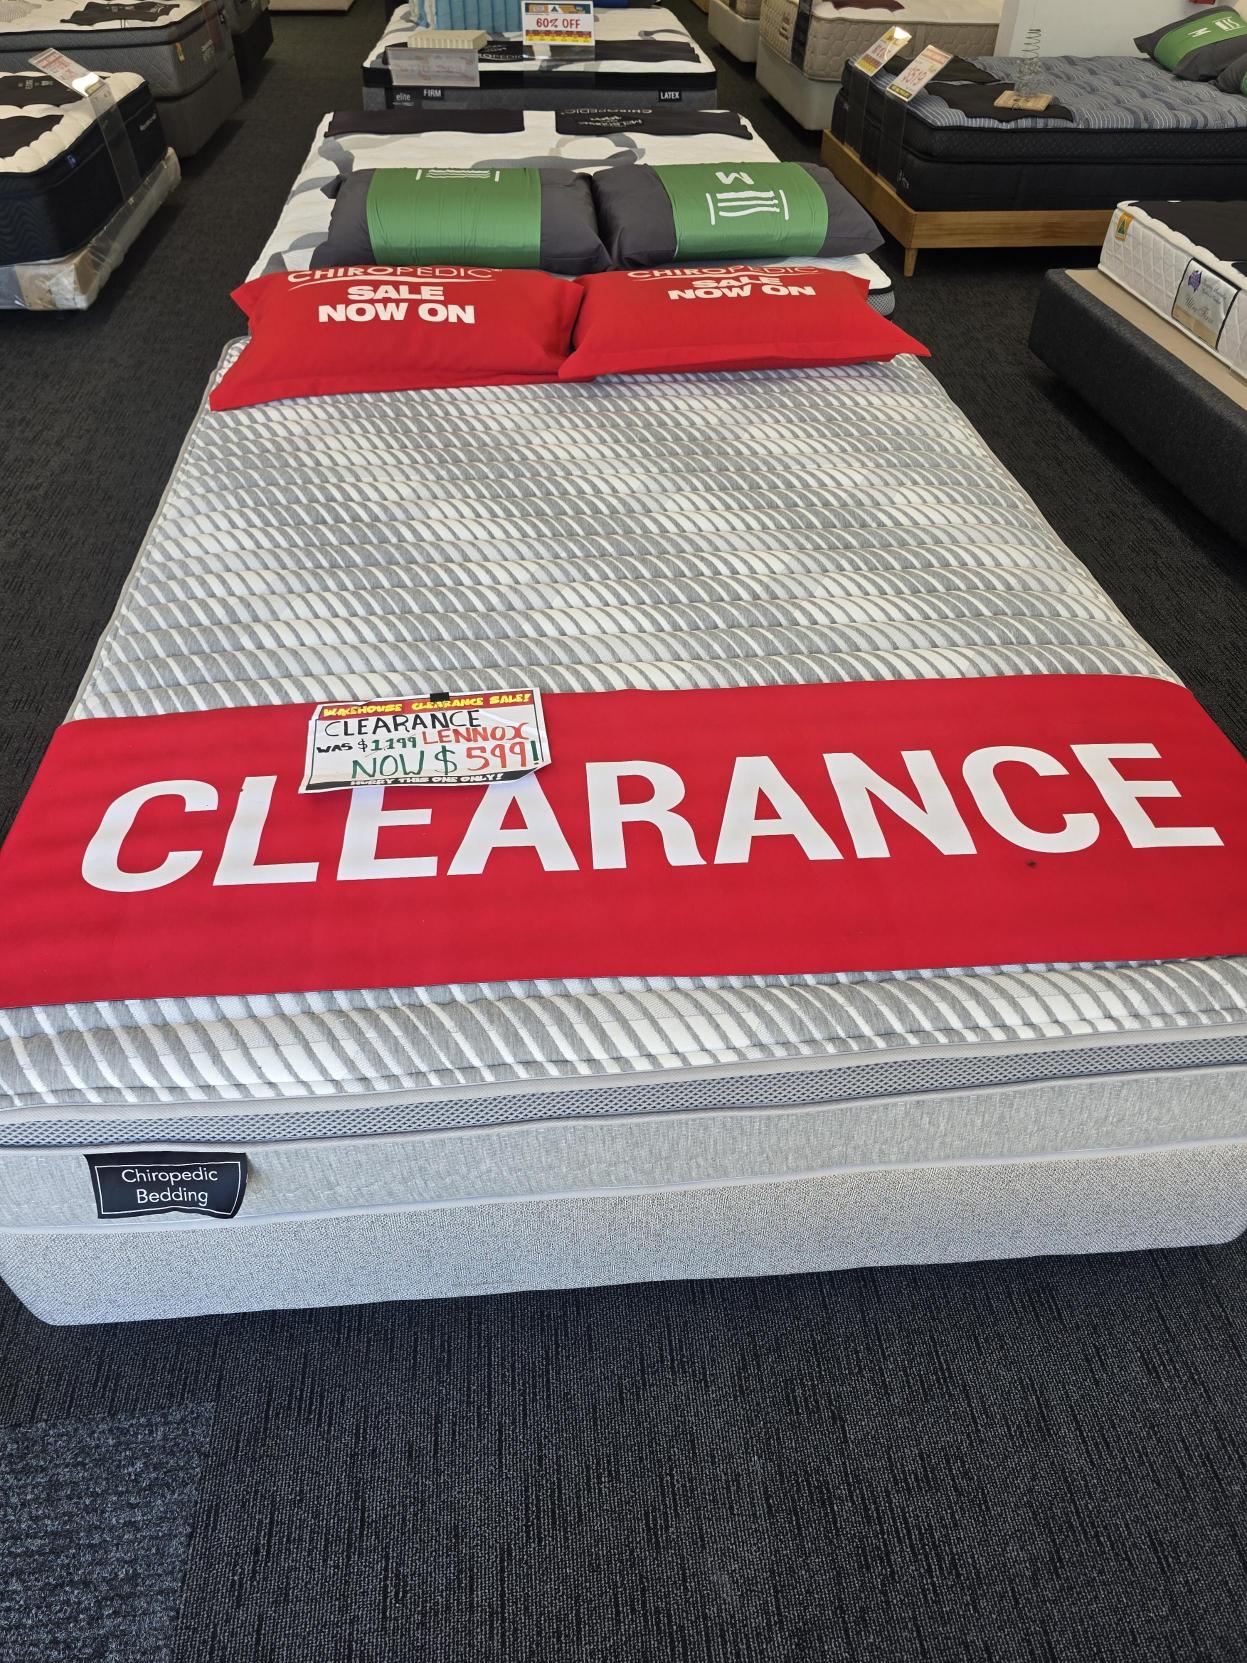 60% OFF
elite FIRM
LATEX
CHIROPEDIC
M
CHIROPEDIC
SALE
NOW ON
CHIROPEDIC
SALE
NOW ON
WAREHOUSE CLEARANCE SALE!
CLEARANCE
WAS $1199 LENNOX
NOW $599!
HURRY THIS ONE ONLY!
CLEARANCE
Chiropedic
Bedding